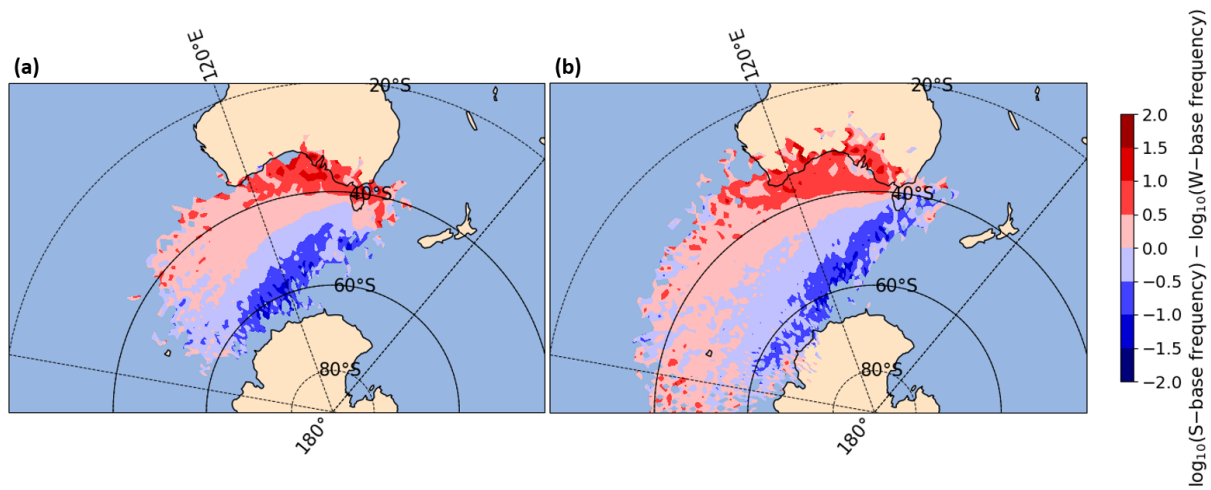 (a)
120°E
20°S
40°S
60°S
80°S
180°
(b)
120°E
20°S
40°S
60°S
80°S
180°
2.0
1.5
1.0
0.5
0.0
−0.5
−1.0
−1.5
−2.0
log₁₀(S−base frequency) − log₁₀(W−base frequency)